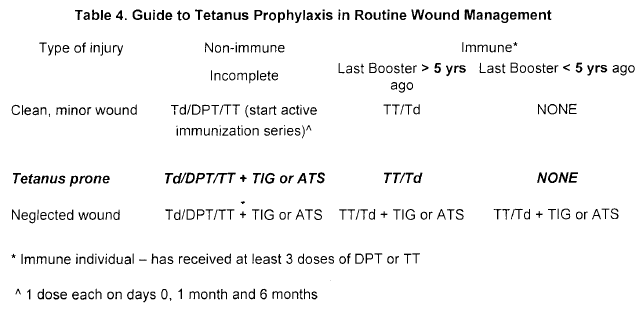 Table 4. Guide to Tetanus Prophylaxis in Routine Wound Management
Type of injury Non-immune Immune*
Incomplete Last Booster > 5 yrs ago Last Booster < 5 yrs ago
Clean, minor wound Td/DPT/TT (start active immunization series)^ TT/Td NONE
Tetanus prone Td/DPT/TT + TIG or ATS TT/Td NONE
Neglected wound Td/DPT/TT + TIG or ATS TT/Td + TIG or ATS TT/Td + TIG or ATS
* Immune individual – has received at least 3 doses of DPT or TT
^ 1 dose each on days 0, 1 month and 6 months